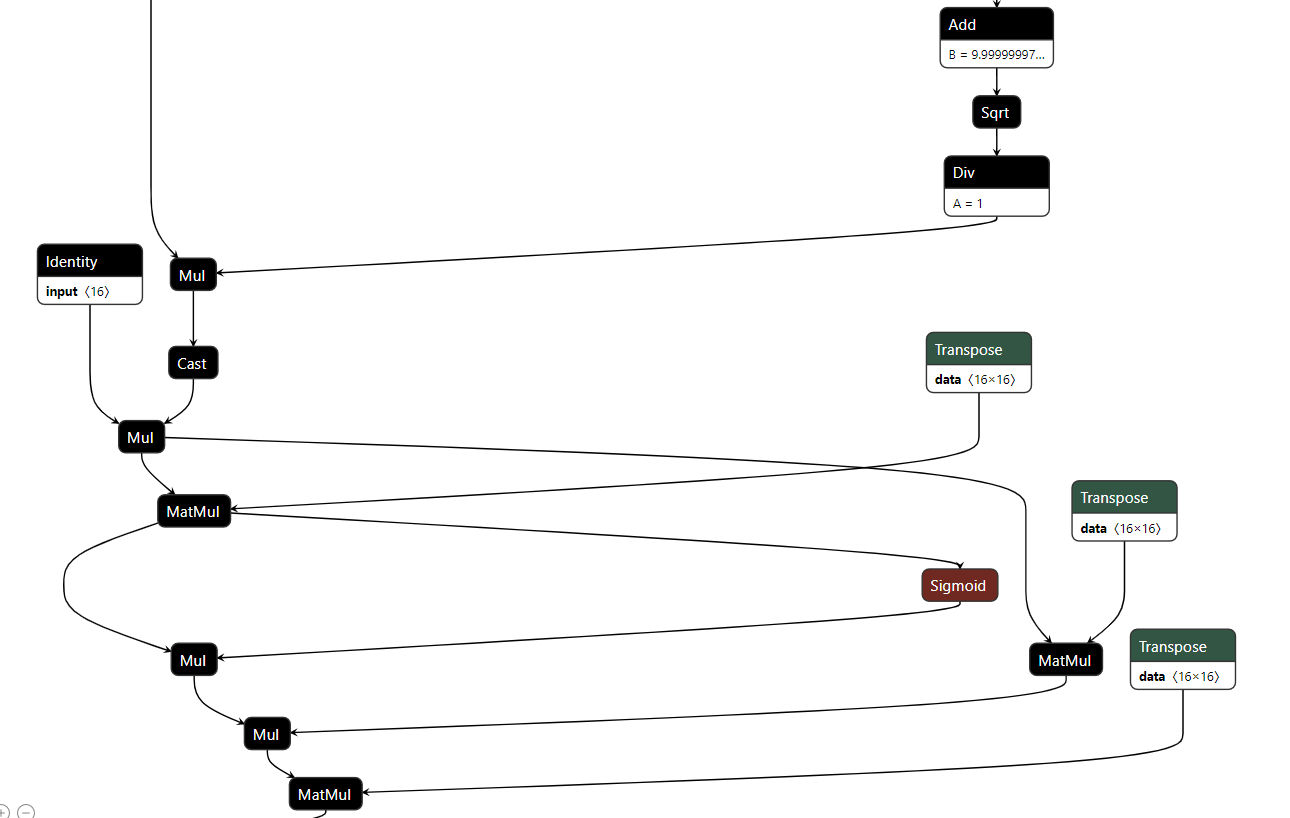 Add
B = 9.99999997...
Sqrt
Div
A = 1
Identity
input ⟨16⟩
Mul
Cast
Transpose
data ⟨16×16⟩
Mul
Transpose
data ⟨16×16⟩
MatMul
Sigmoid
Transpose
data ⟨16×16⟩
Mul
MatMul
Mul
MatMul